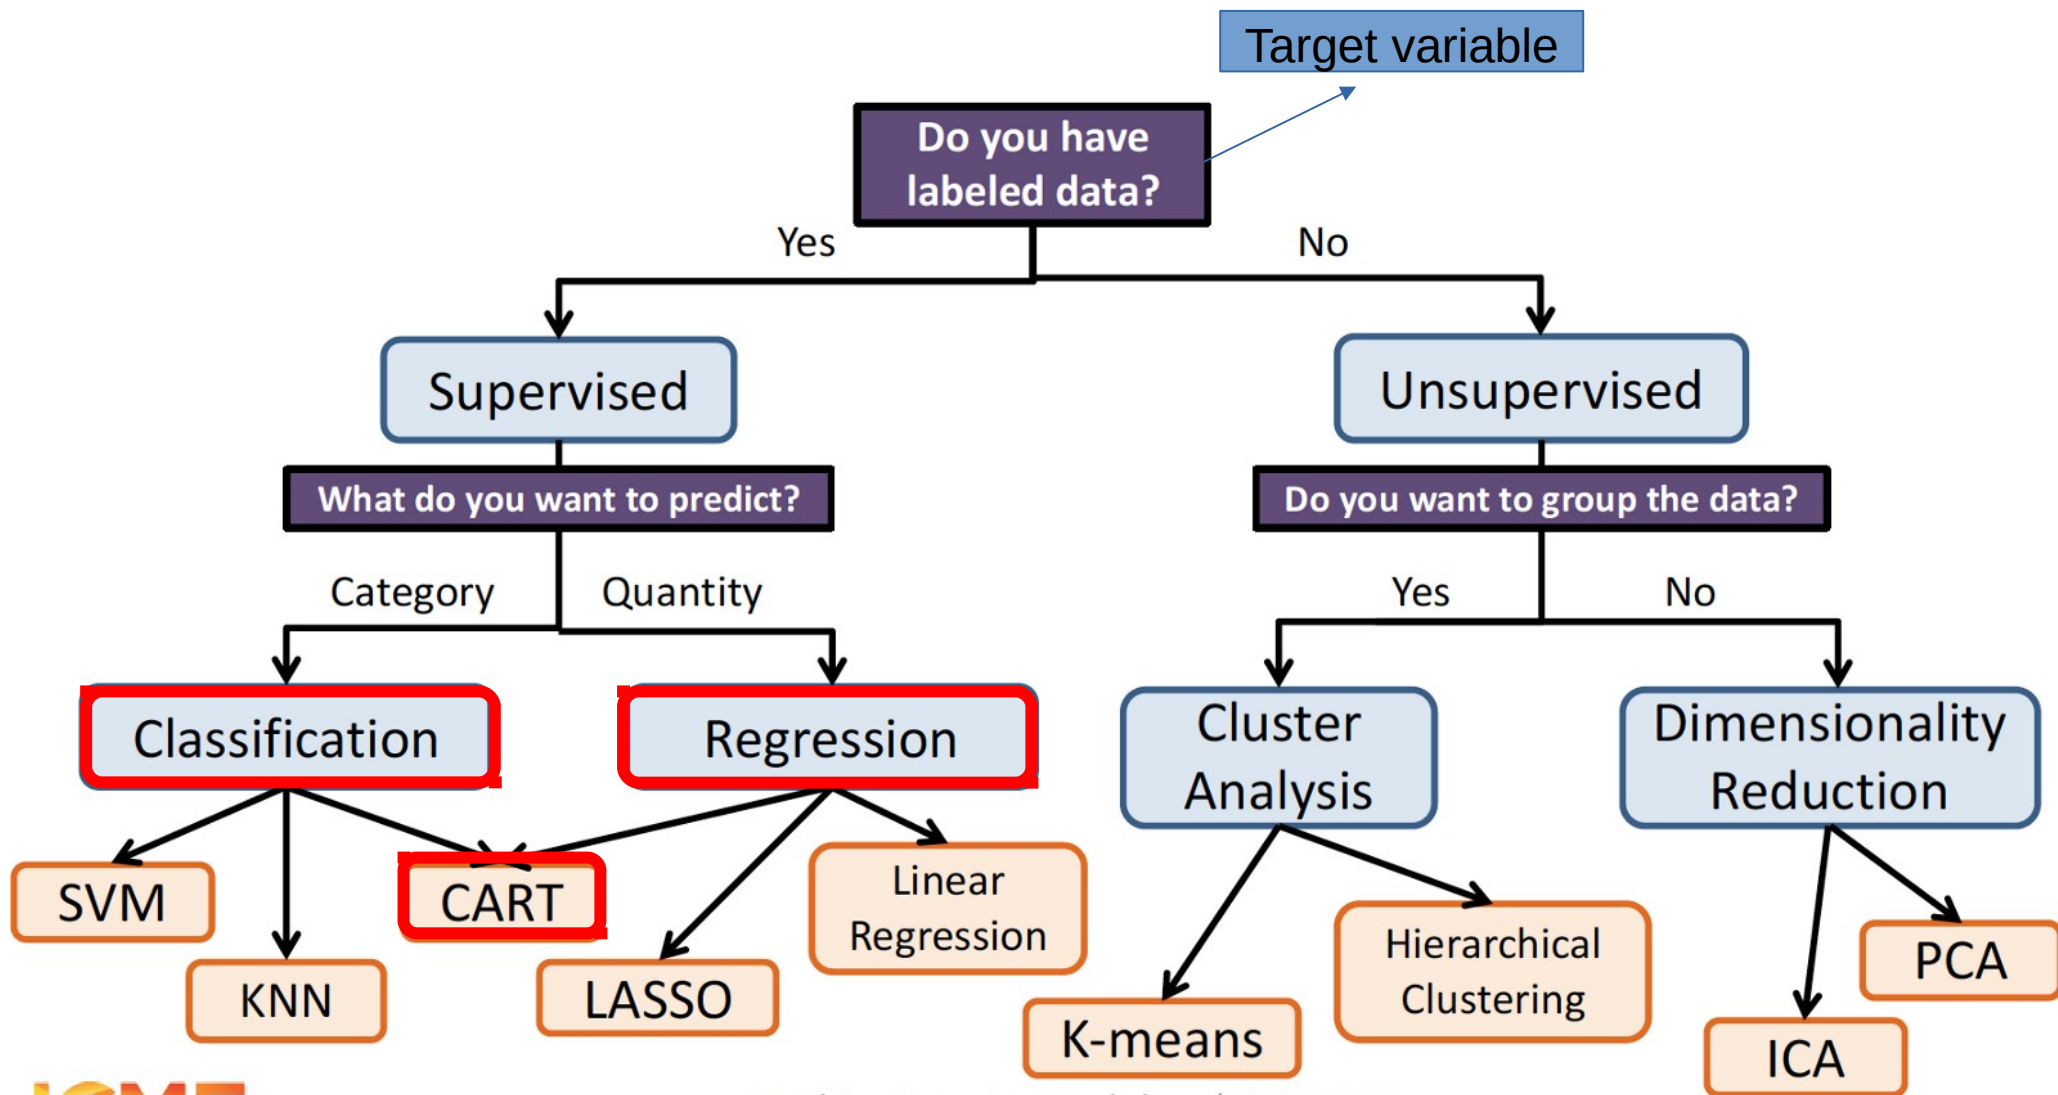 Target variable
Do you have
labeled data?
Yes
No
Supervised
Unsupervised
What do you want to predict?
Do you want to group the data?
Category
Quantity
Yes
No
Classification
Regression
Cluster
Analysis
Dimensionality
Reduction
SVM
CART
Linear
Regression
KNN
LASSO
Hierarchical
Clustering
PCA
K-means
ICA